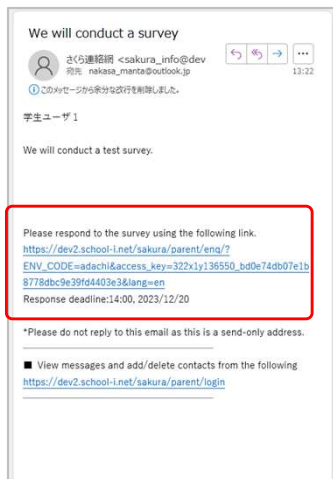 We will conduct a survey
さくら連絡網 <sakura_info@dev
宛先 nakasa_manta@outlook.jp
13:22
このメッセージから余分な改行を削除しました。
学生ユーザ1
We will conduct a test survey.
Please respond to the survey using the following link.
https://dev2.school-i.net/sakura/parent/enq/?
ENV_CODE=adachi&access_key=322x1y136550_bd0e74db07e1b
8778dbc9e39fd4403e3&lang=en
Response deadline:14:00, 2023/12/20
*Please do not reply to this email as this is a send-only address.
■ View messages and add/delete contacts from the following
https://dev2.school-i.net/sakura/parent/login